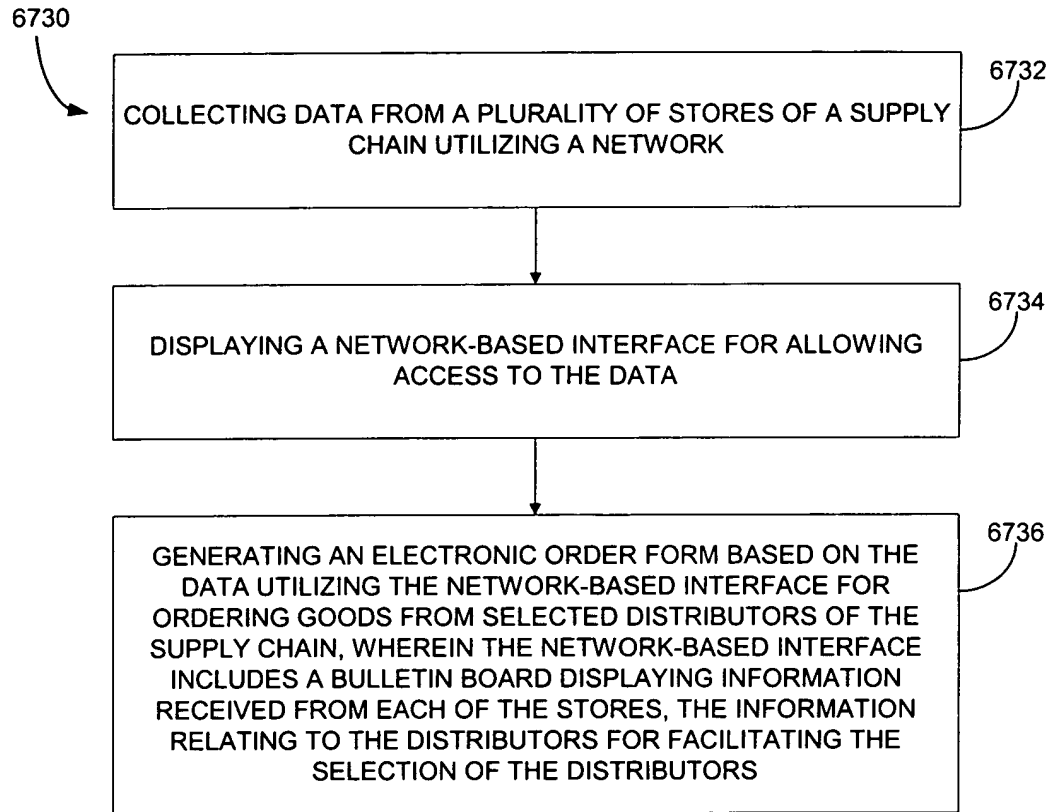 6730
6732
COLLECTING DATA FROM A PLURALITY OF STORES OF A SUPPLY
CHAIN UTILIZING A NETWORK
6734
DISPLAYING A NETWORK-BASED INTERFACE FOR ALLOWING
ACCESS TO THE DATA
6736
GENERATING AN ELECTRONIC ORDER FORM BASED ON THE
DATA UTILIZING THE NETWORK-BASED INTERFACE FOR
ORDERING GOODS FROM SELECTED DISTRIBUTORS OF THE
SUPPLY CHAIN, WHEREIN THE NETWORK-BASED INTERFACE
INCLUDES A BULLETIN BOARD DISPLAYING INFORMATION
RECEIVED FROM EACH OF THE STORES, THE INFORMATION
RELATING TO THE DISTRIBUTORS FOR FACILITATING THE
SELECTION OF THE DISTRIBUTORS